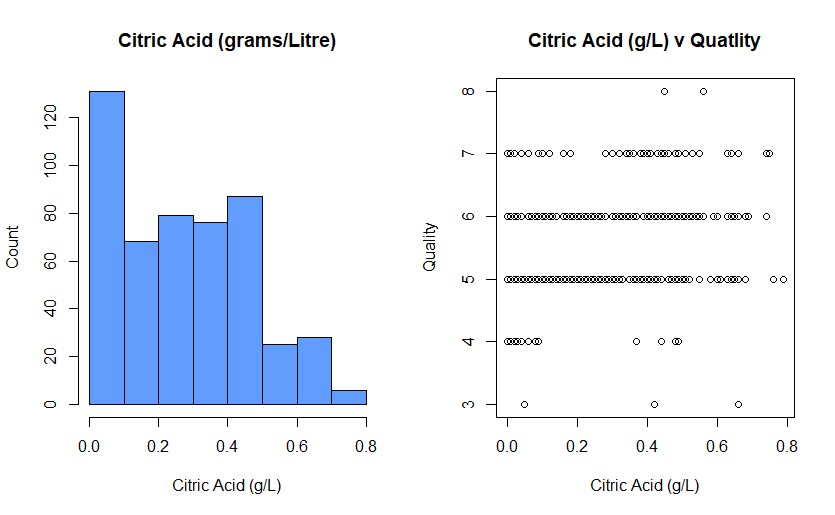 Citric Acid (grams/Litre)
Count
0 20 40 60 80 100 120
0.0 0.2 0.4 0.6 0.8
Citric Acid (g/L)
Citric Acid (g/L) v Quatlity
Quality
3 4 5 6 7 8
0.0 0.2 0.4 0.6 0.8
Citric Acid (g/L)